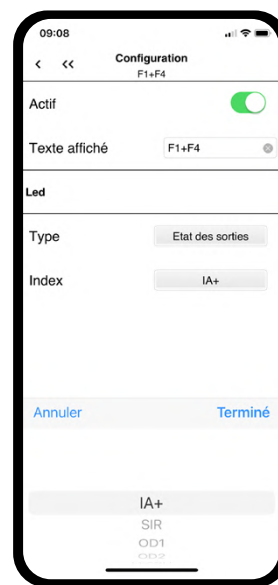 09:08
< << Configuration
F1+F4
Actif
Texte affiché F1+F4
Led
Type Etat des sorties
Index IA+
Annuler Terminé
IA+
SIR
OD1
OD2